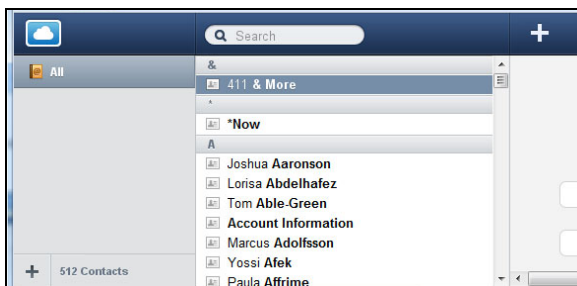 Search
All
&
411 & More
*
*Now
A
Joshua Aaronson
Lorisa Abdelhafez
Tom Able-Green
Account Information
Marcus Adolfsson
Yossi Afek
Paula Affrime
512 Contacts